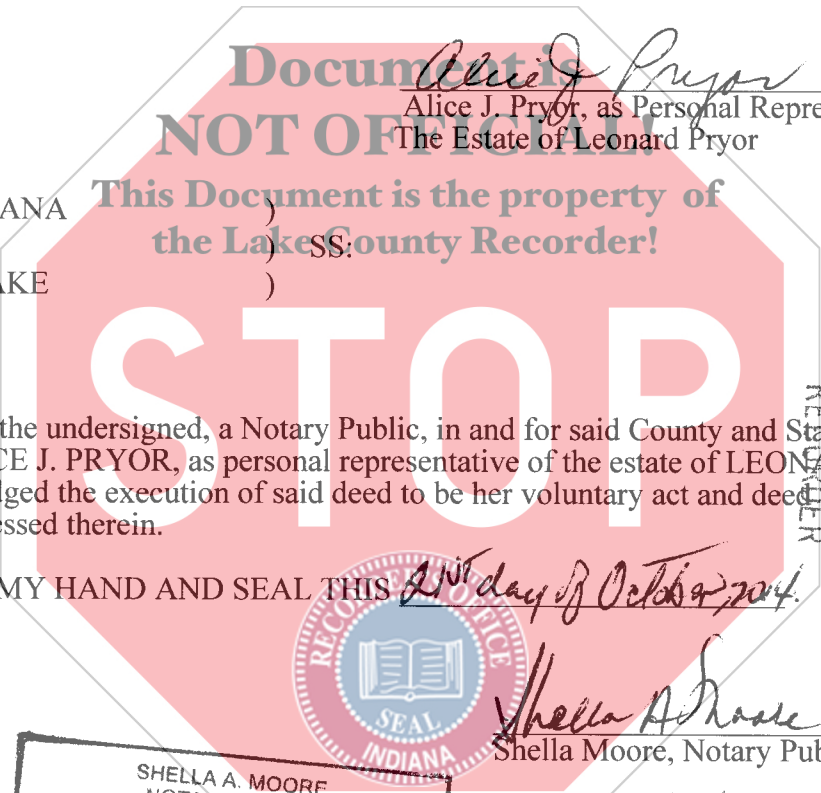 Document is
Alice J Pryor
Alice J. Pryor, as Personal Repre
NOT OFFICIAL!
The Estate of Leonard Pryor
This Document is the property of
ANA )
the Lake County Recorder!
) SS:
AKE )
STOP
RECORDER
the undersigned, a Notary Public, in and for said County and Sta
CE J. PRYOR, as personal representative of the estate of LEONA
dged the execution of said deed to be her voluntary act and deed
essed therein.
MY HAND AND SEAL THIS 21st day of October, 2014.
RECORDER'S OFFICE
SEAL
INDIANA
Shella A Moore
Shella Moore, Notary Pub
SHELLA A. MOORE